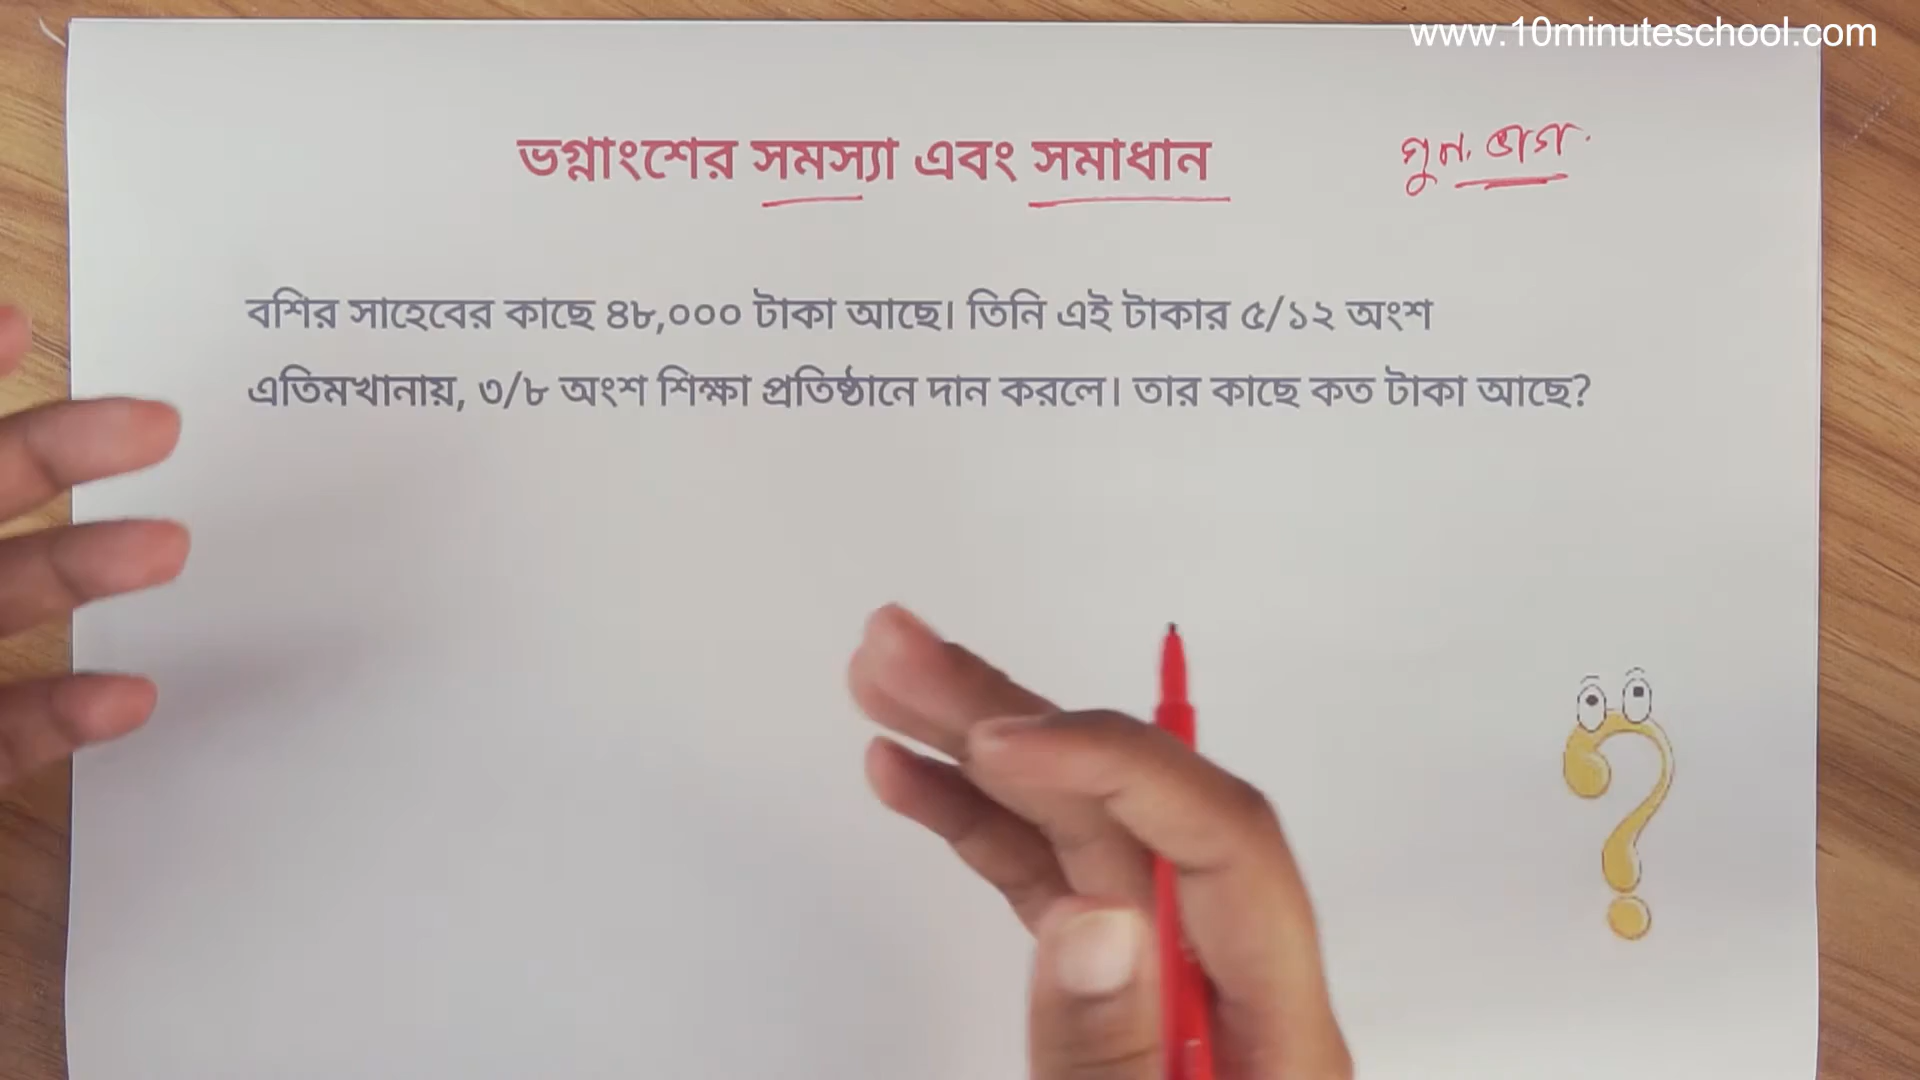 www.10minuteschool.com
ভগ্নাংশের সমস্যা এবং সমাধান
গুন. ভাগ.
বশির সাহেবের কাছে ৪৮,০০০ টাকা আছে। তিনি এই টাকার ৫/১২ অংশ
এতিমখানায়, ৩/৮ অংশ শিক্ষা প্রতিষ্ঠানে দান করলে। তার কাছে কত টাকা আছে?